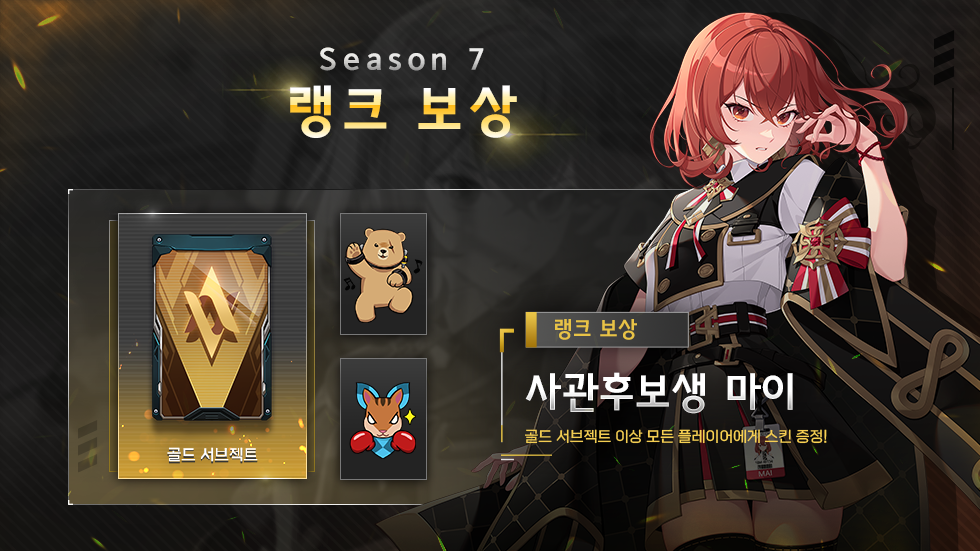 Season 7
랭크 보상
골드 서브젝트
랭크 보상
사관후보생 마이
골드 서브젝트 이상 모든 플레이어에게 스킨 증정!
MAI